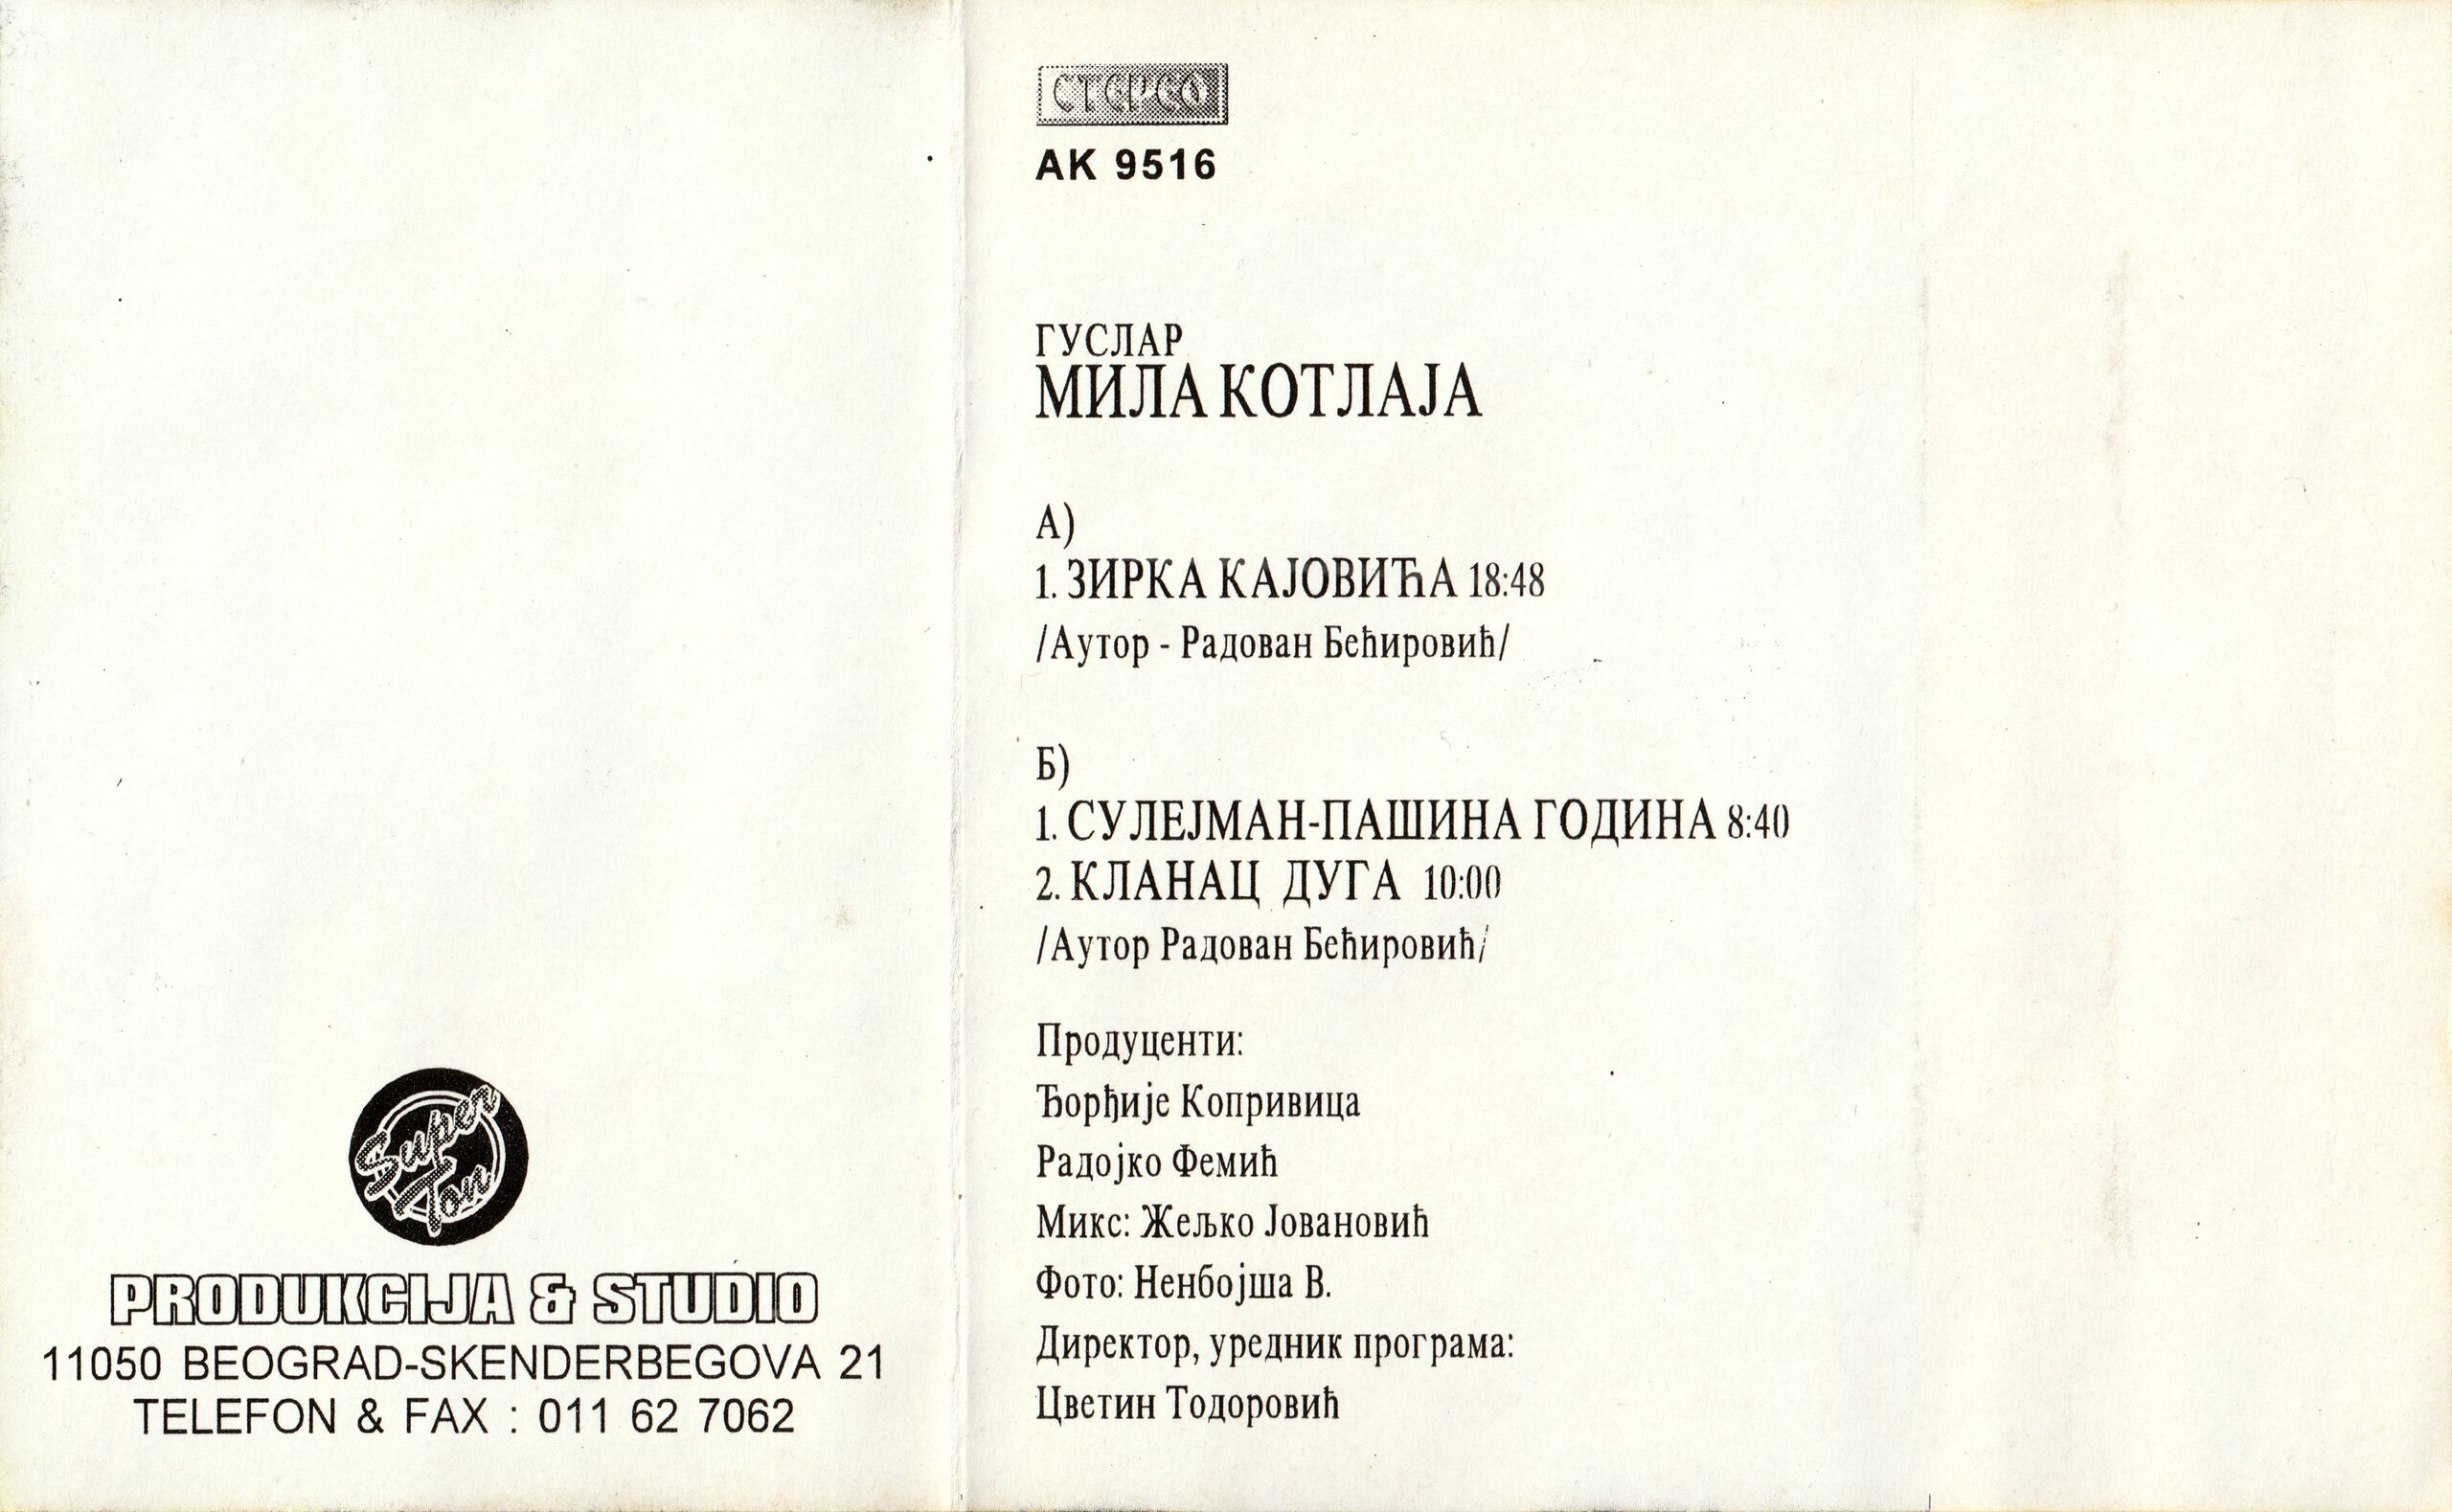 Super
Ton
PRODUKCIJA & STUDIO
11050 BEOGRAD-SKENDERBEGOVA 21
TELEFON & FAX : 011 62 7062
СТЕРЕО
AK 9516
ГУСЛАР
МИЛА КОТЛАЈА
А)
1. ЗИРКА КАЈОВИЋА 18:48
/Аутор - Радован Бећировић/
Б)
1. СУЛЕЈМАН-ПАШИНА ГОДИНА 8:40
2. КЛАНАЦ ДУГА 10:00
/Аутор Радован Бећировић/
Продуценти:
Ђорђије Копривица
Радојко Фемић
Микс: Жељко Јовановић
Фото: Ненбојша В.
Директор, уредник програма:
Цветин Тодоровић